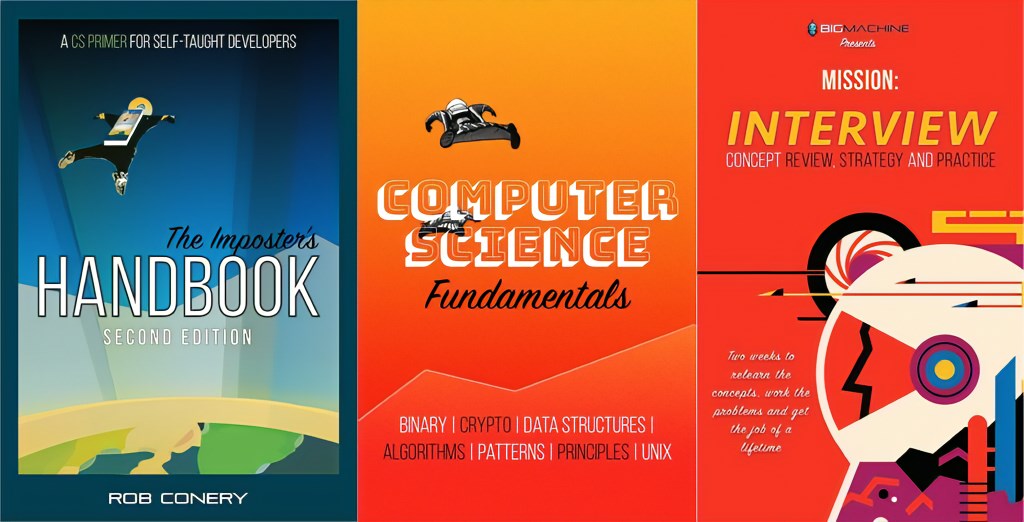 A CS PRIMER FOR SELF-TAUGHT DEVELOPERS
The Imposter's
HANDBOOK
SECOND EDITION
ROB CONERY
COMPUTER
SCIENCE
Fundamentals
BINARY | CRYPTO | DATA STRUCTURES |
ALGORITHMS | PATTERNS | PRINCIPLES | UNIX
BIGMACHINE
Presents
MISSION:
INTERVIEW
CONCEPT REVIEW, STRATEGY AND PRACTICE
Two weeks to
relearn the
concepts, work the
problems and get
the job of a
lifetime